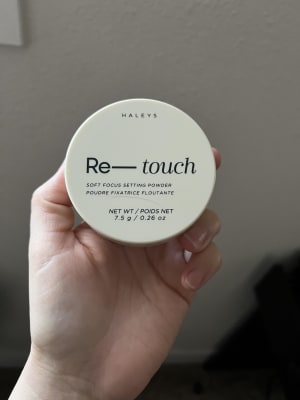 HALEYS
Re—touch
SOFT FOCUS SETTING POWDER
POUDRE FIXATRICE FLOUTANTE
NET WT / POIDS NET
7.5 g / 0.26 oz